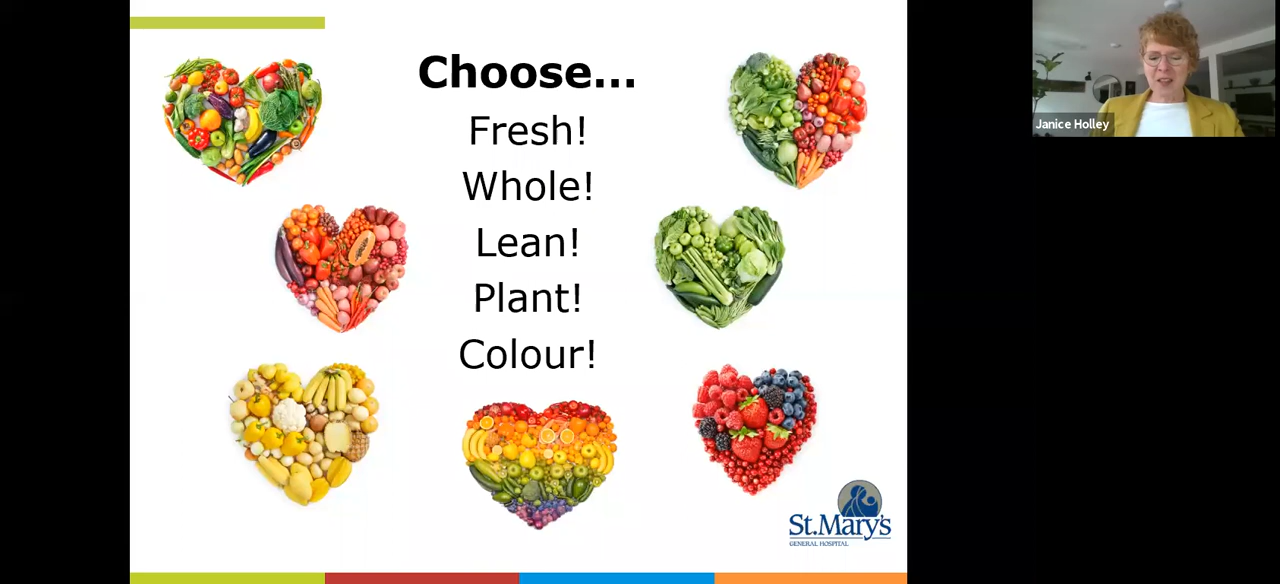 Choose...
Fresh!
Whole!
Lean!
Plant!
Colour!
Janice Holley
St.Mary's
GENERAL HOSPITAL